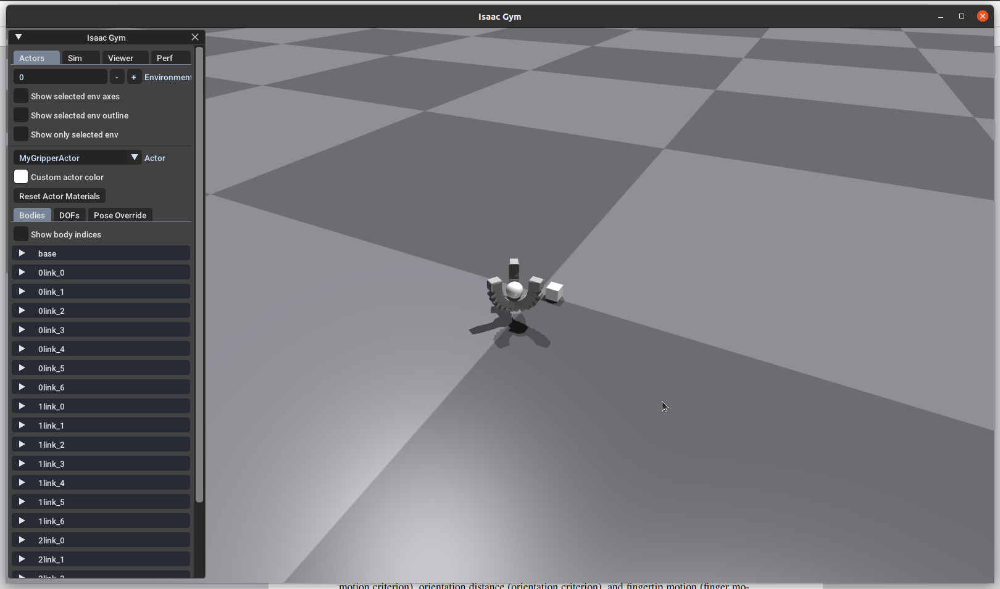 Isaac Gym
Isaac Gym
Actors Sim Viewer Perf
0 - + Environment
Show selected env axes
Show selected env outline
Show only selected env
MyGripperActor Actor
Custom actor color
Reset Actor Materials
Bodies DOFs Pose Override
Show body indices
base
0link_0
0link_1
0link_2
0link_3
0link_4
0link_5
0link_6
1link_0
1link_1
1link_2
1link_3
1link_4
1link_5
1link_6
2link_0
2link_1
2link_2
motion criterion), orientation distance (orientation criterion), and fingertip motion (finger mo-